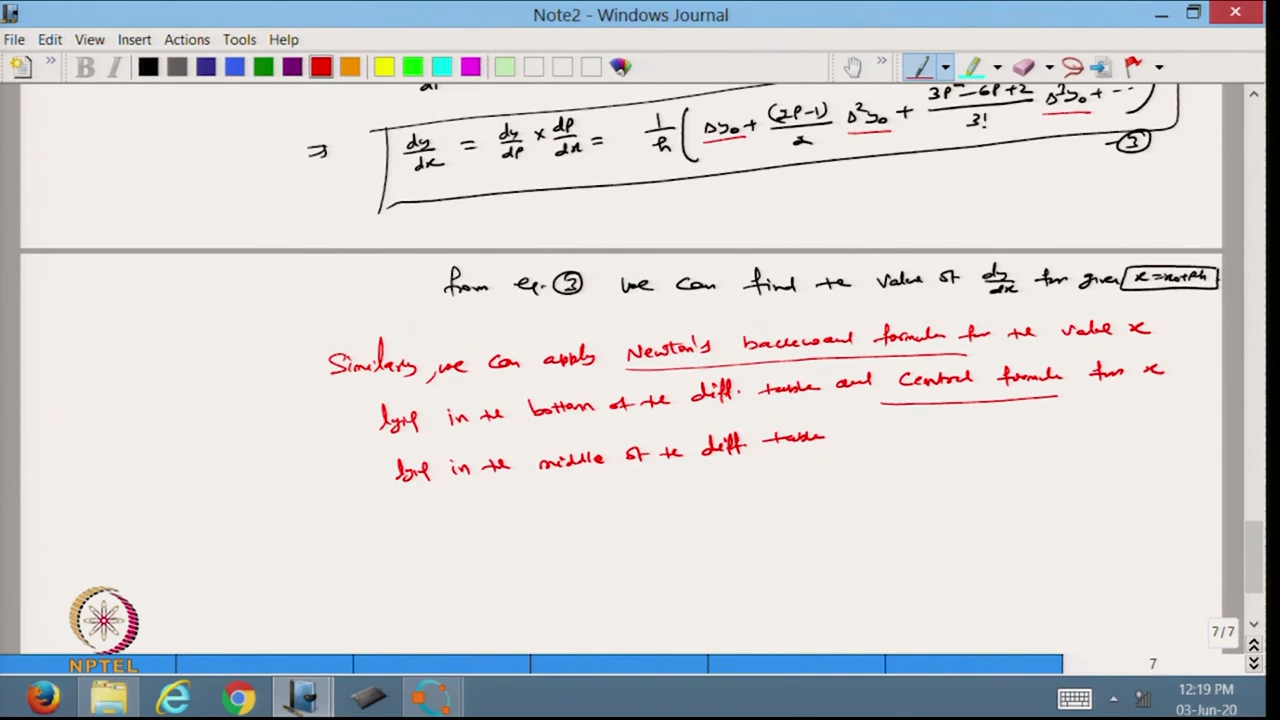 Note2 - Windows Journal
File Edit View Insert Actions Tools Help
⇒ dy/dx = dy/dp × dp/dx = 1/h ( Δy₀ + (2p-1)/2 Δ²y₀ + 3p²-6p+2/3! Δ³y₀ + -- ) - ③
from eq. ③ we can find the value of dy/dx for given x = x₀+ph
Similarly, we can apply Newton's backward formula for the value x
lying in the bottom of the diff. table and Central formula for x
lying in the middle of the diff table
NPTEL
7/7
7
12:19 PM
03-Jun-20